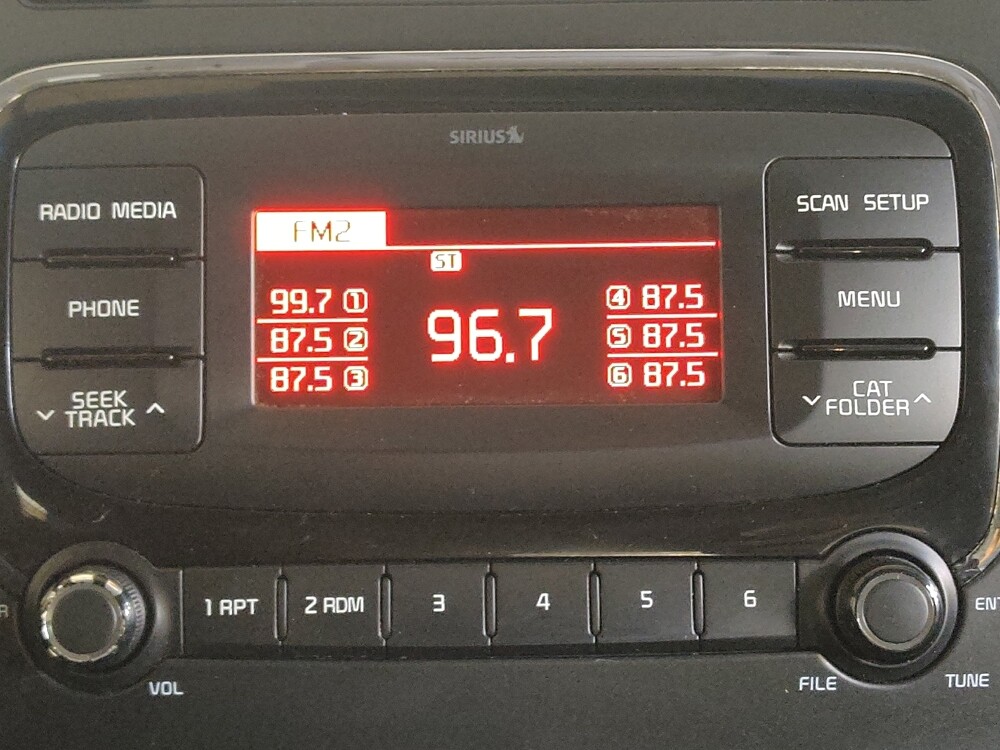 SIRIUS
RADIO MEDIA
SCAN SETUP
FM2
ST
PHONE
MENU
99.7 1
87.5 2
87.5 3
96.7
4 87.5
5 87.5
6 87.5
SEEK
TRACK
CAT
FOLDER
1 RPT
2 RDM
3
4
5
6
VOL
FILE
TUNE